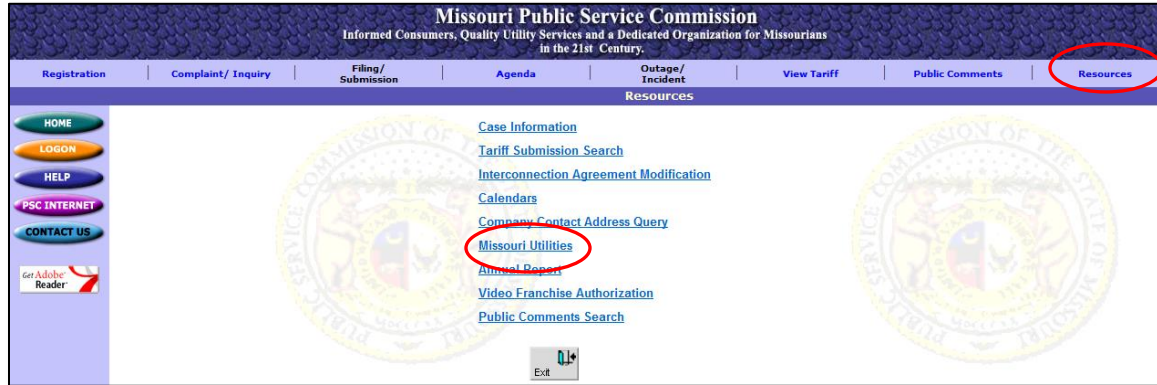 Missouri Public Service Commission
Informed Consumers, Quality Utility Services and a Dedicated Organization for Missourians
in the 21st Century.
Registration | Complaint/ Inquiry | Filing/ Submission | Agenda | Outage/ Incident | View Tariff | Public Comments | Resources
Resources
HOME
LOGON
HELP
PSC INTERNET
CONTACT US
Get Adobe
Reader
Case Information
Tariff Submission Search
Interconnection Agreement Modification
Calendars
Company Contact Address Query
Missouri Utilities
Annual Report
Video Franchise Authorization
Public Comments Search
Exit